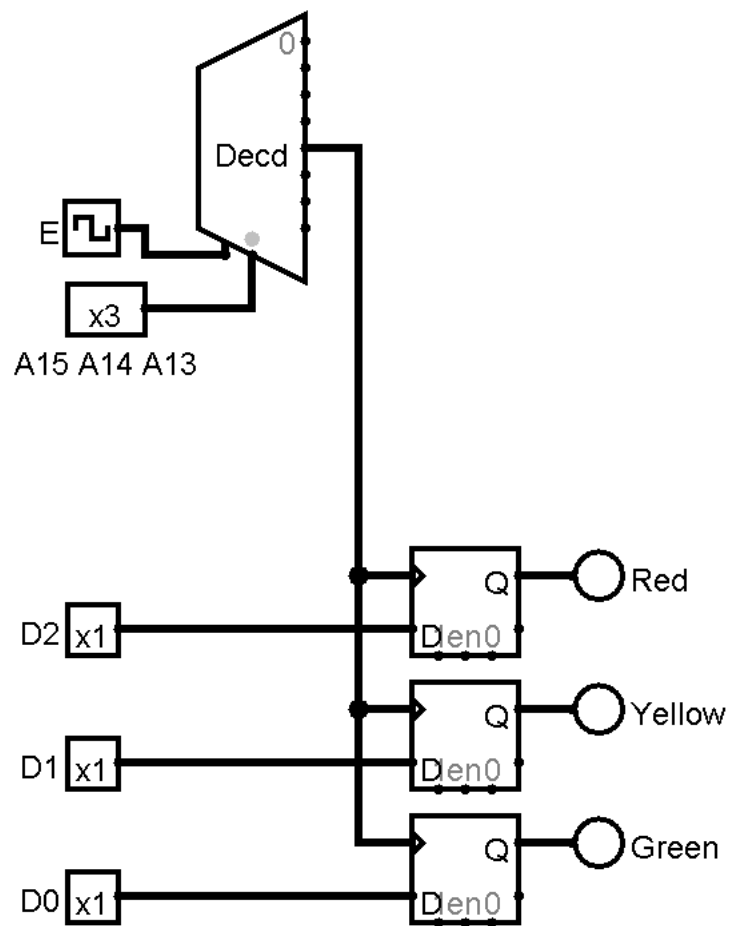 0
Decd
E
x3
A15 A14 A13
Q
Red
D2 x1
D en0
Q
Yellow
D1 x1
D en0
Q
Green
D0 x1
D en0